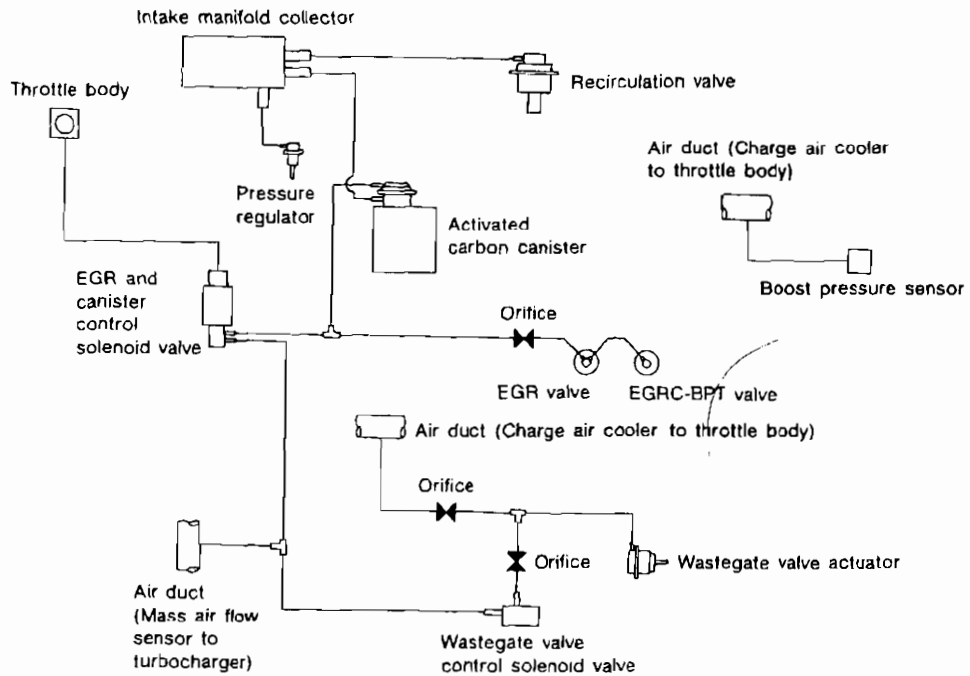 Intake manifold collector
Throttle body
Recirculation valve
Air duct (Charge air cooler
to throttle body)
Pressure
regulator
Activated
carbon canister
EGR and
canister
control
solenoid valve
Boost pressure sensor
Orifice
EGR valve
EGRC-BPT valve
Air duct (Charge air cooler to throttle body)
Orifice
Orifice
Wastegate valve actuator
Air duct
(Mass air flow
sensor to
turbocharger)
Wastegate valve
control solenoid valve